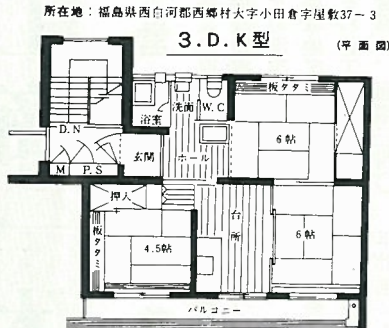 所在地：福島県西白河郡西郷村大字小田倉字屋敷37－3
3.D.K型
(平面図)
板タタミ
洗面
W.C
浴室
D.N
玄関
ホール
6帖
M
P.S
押入
台所
板タタミ
4.5帖
6帖
バルコニー